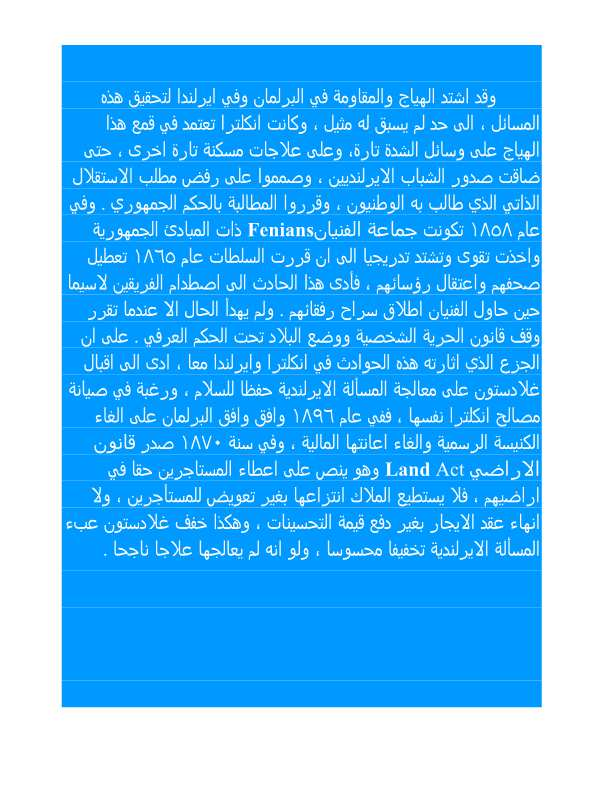 وقد اشتد الهياج والمقاومة في البرلمان وفي ايرلندا لتحقيق هذه
المسائل ، الى حد لم يسبق له مثيل ، وكانت انكلترا تعتمد في قمع هذا
الهياج على وسائل الشدة تارة، وعلى علاجات مسكنة تارة اخرى ، حتى
ضاقت صدور الشباب الايرلنديين ، وصمموا على رفض مطلب الاستقلال
الذاتي الذي طالب به الوطنيون ، وقرروا المطالبة بالحكم الجمهوري . وفي
عام ١٨٥٨ تكونت جماعة الفنيانFenians ذات المبادئ الجمهورية
واخذت تقوى وتشتد تدريجيا الى ان قررت السلطات عام ١٨٦٥ تعطيل
صحفهم واعتقال رؤسائهم ، فأدى هذا الحادث الى اصطدام الفريقين لاسيما
حين حاول الفنيان اطلاق سراح رفقائهم . ولم يهدأ الحال الا عندما تقرر
وقف قانون الحرية الشخصية ووضع البلاد تحت الحكم العرفي . على ان
الجزع الذي اثارته هذه الحوادث في انكلترا وايرلندا معا ، ادى الى اقبال
غلادستون على معالجة المسألة الايرلندية حفظا للسلام ، ورغبة في صيانة
مصالح انكلترا نفسها ، ففي عام ١٨٩٦ وافق وافق البرلمان على الغاء
الكنيسة الرسمية والغاء اعانتها المالية ، وفي سنة ١٨٧٠ صدر قانون
الاراضي Land Act وهو ينص على اعطاء المستاجرين حقا في
اراضيهم ، فلا يستطيع الملاك انتزاعها بغير تعويض للمستأجرين ، ولا
انهاء عقد الايجار بغير دفع قيمة التحسينات ، وهكذا خفف غلادستون عبء
المسألة الايرلندية تخفيفا محسوسا ، ولو انه لم يعالجها علاجا ناجحا .